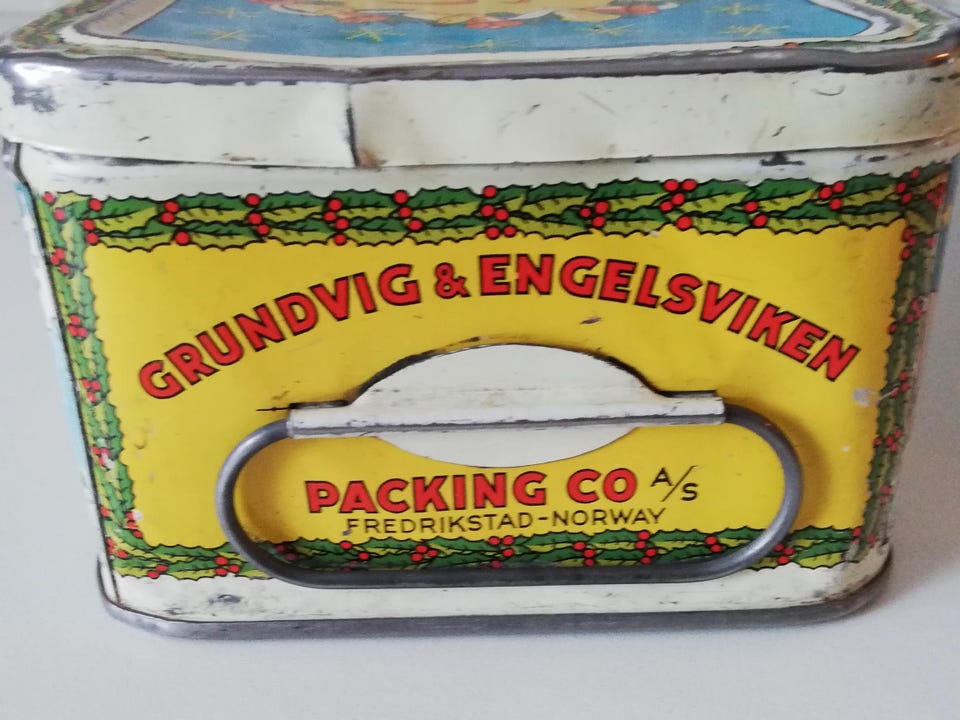 GRUNDVIG & ENGELSVIKEN
PACKING CO A/S
FREDRIKSTAD-NORWAY